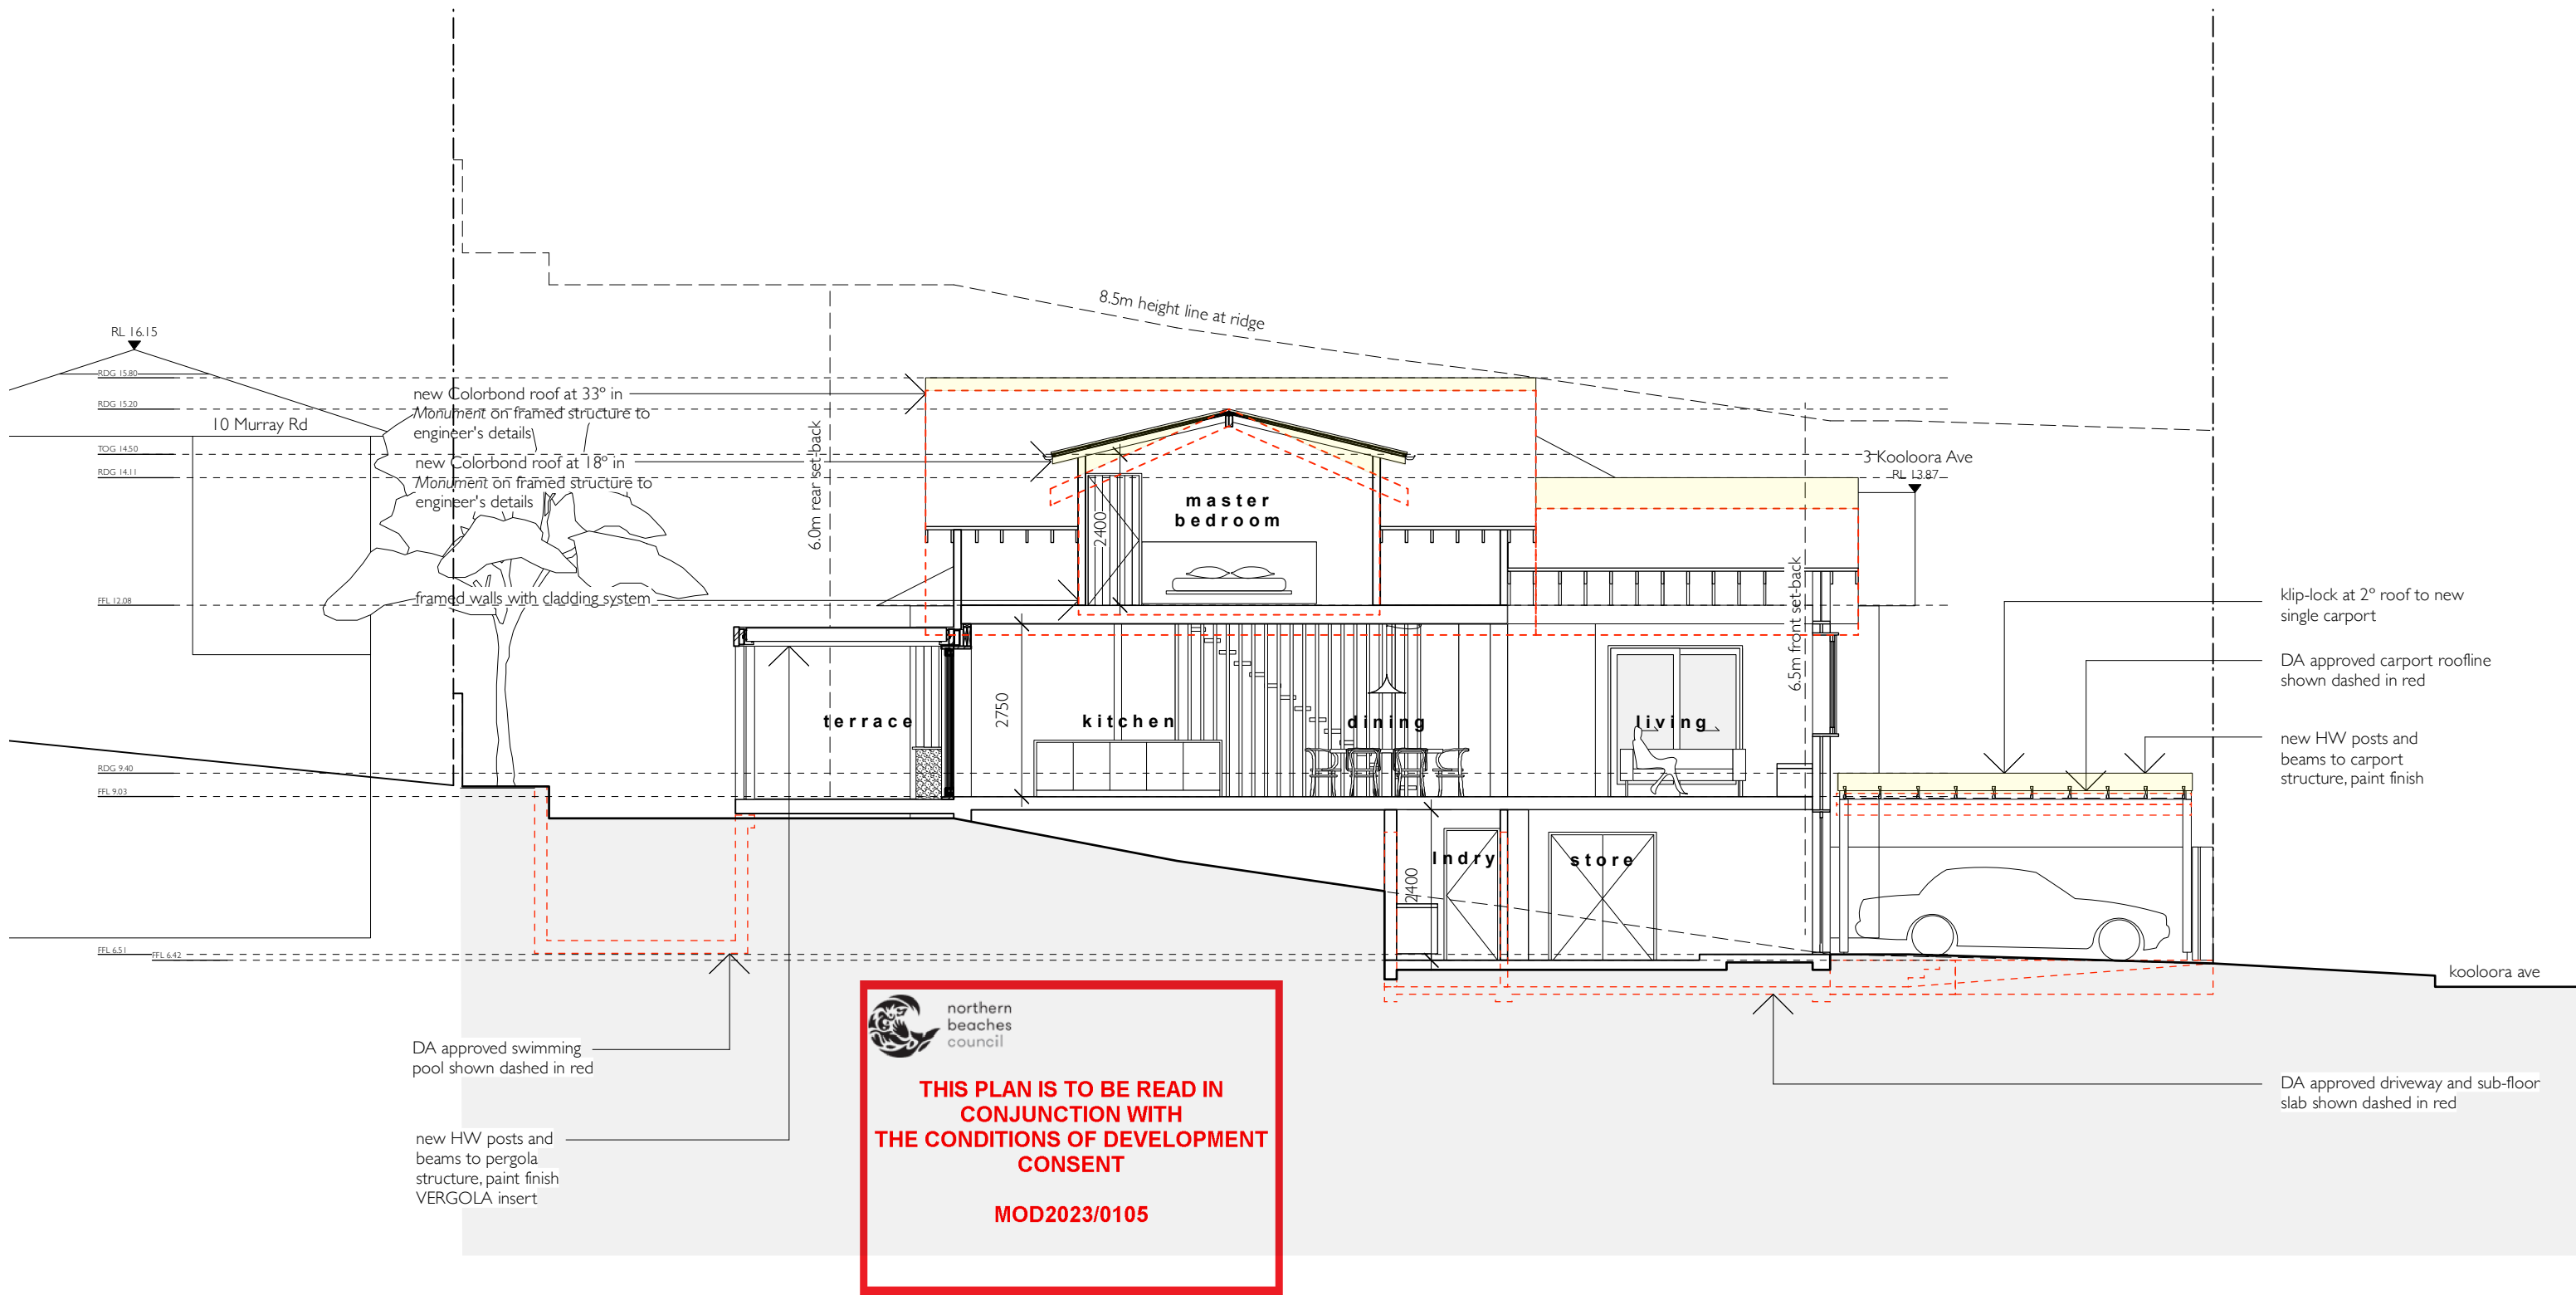 8.5m height line at ridge
RL 16.15
RDG 15.80
RDG 15.20
10 Murray Rd
TOG 14.50
RDG 14.11
FFL 12.08
RDG 9.40
FFL 9.03
FFL 6.51
FFL 6.42
new Colorbond roof at 33º in
Monument on framed structure to
engineer's details
new Colorbond roof at 18º in
Monument on framed structure to
engineer's details
framed walls with cladding system
6.0m rear set-back
master
bedroom
2400
3 Kooloora Ave
RL 13.87
6.5m front set-back
terrace
2750
kitchen
dining
living
lndry
store
2400
klip-lock at 2º roof to new
single carport
DA approved carport roofline
shown dashed in red
new HW posts and
beams to carport
structure, paint finish
kooloora ave
DA approved swimming
pool shown dashed in red
new HW posts and
beams to pergola
structure, paint finish
VERGOLA insert
DA approved driveway and sub-floor
slab shown dashed in red
northern
beaches
council
THIS PLAN IS TO BE READ IN
CONJUNCTION WITH
THE CONDITIONS OF DEVELOPMENT
CONSENT
MOD2023/0105